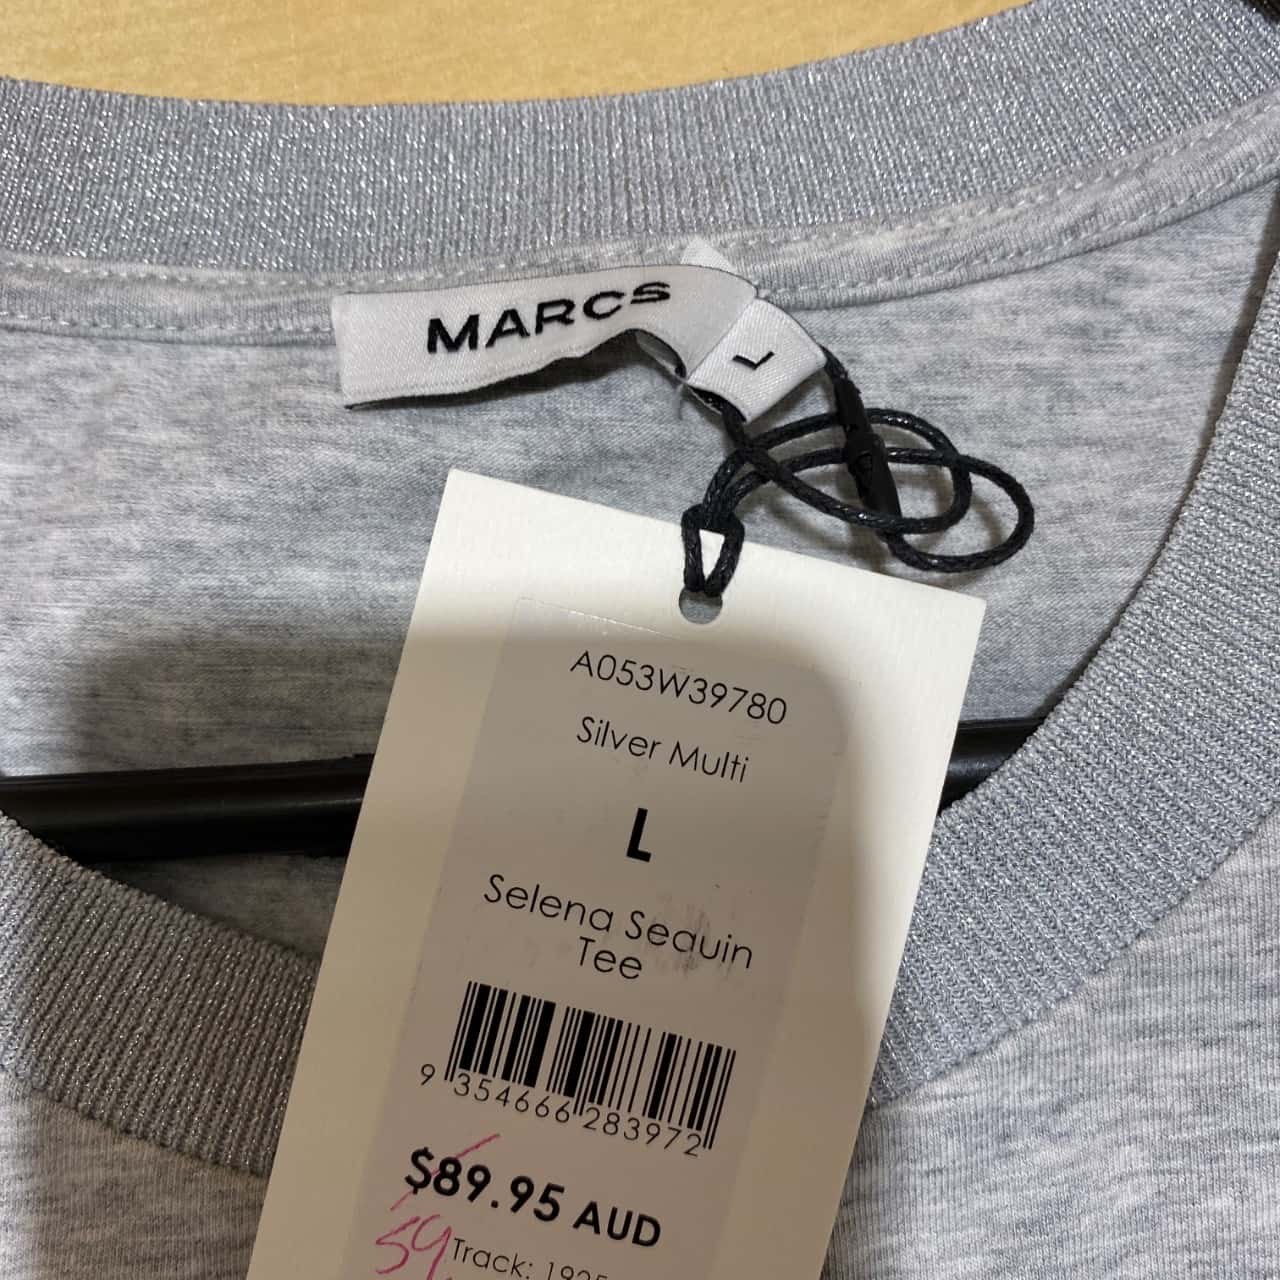 MARCS
L
A053W39780
Silver Multi
L
Selena Sequin
Tee
9 354666 283972
$89.95 AUD
59
Track: